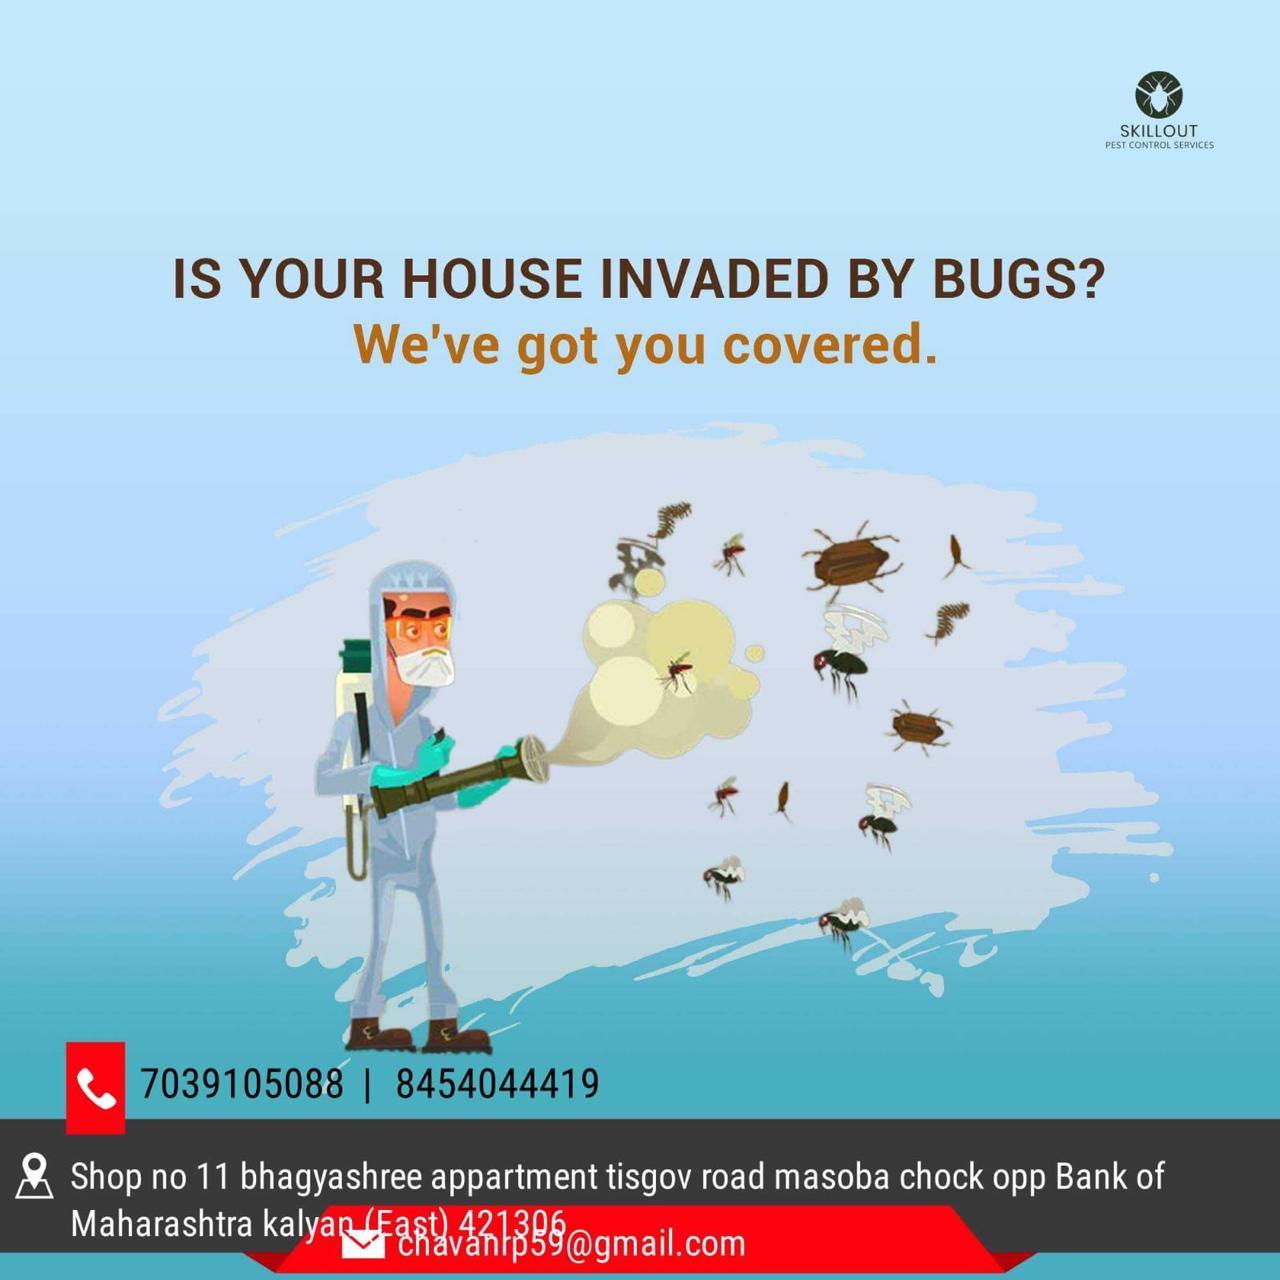 SKILLOUT
PEST CONTROL SERVICES
IS YOUR HOUSE INVADED BY BUGS?
We've got you covered.
7039105088 | 8454044419
Shop no 11 bhagyashree appartment tisgov road masoba chock opp Bank of
Maharashtra kalyan (East) 421306
chavanrp59@gmail.com